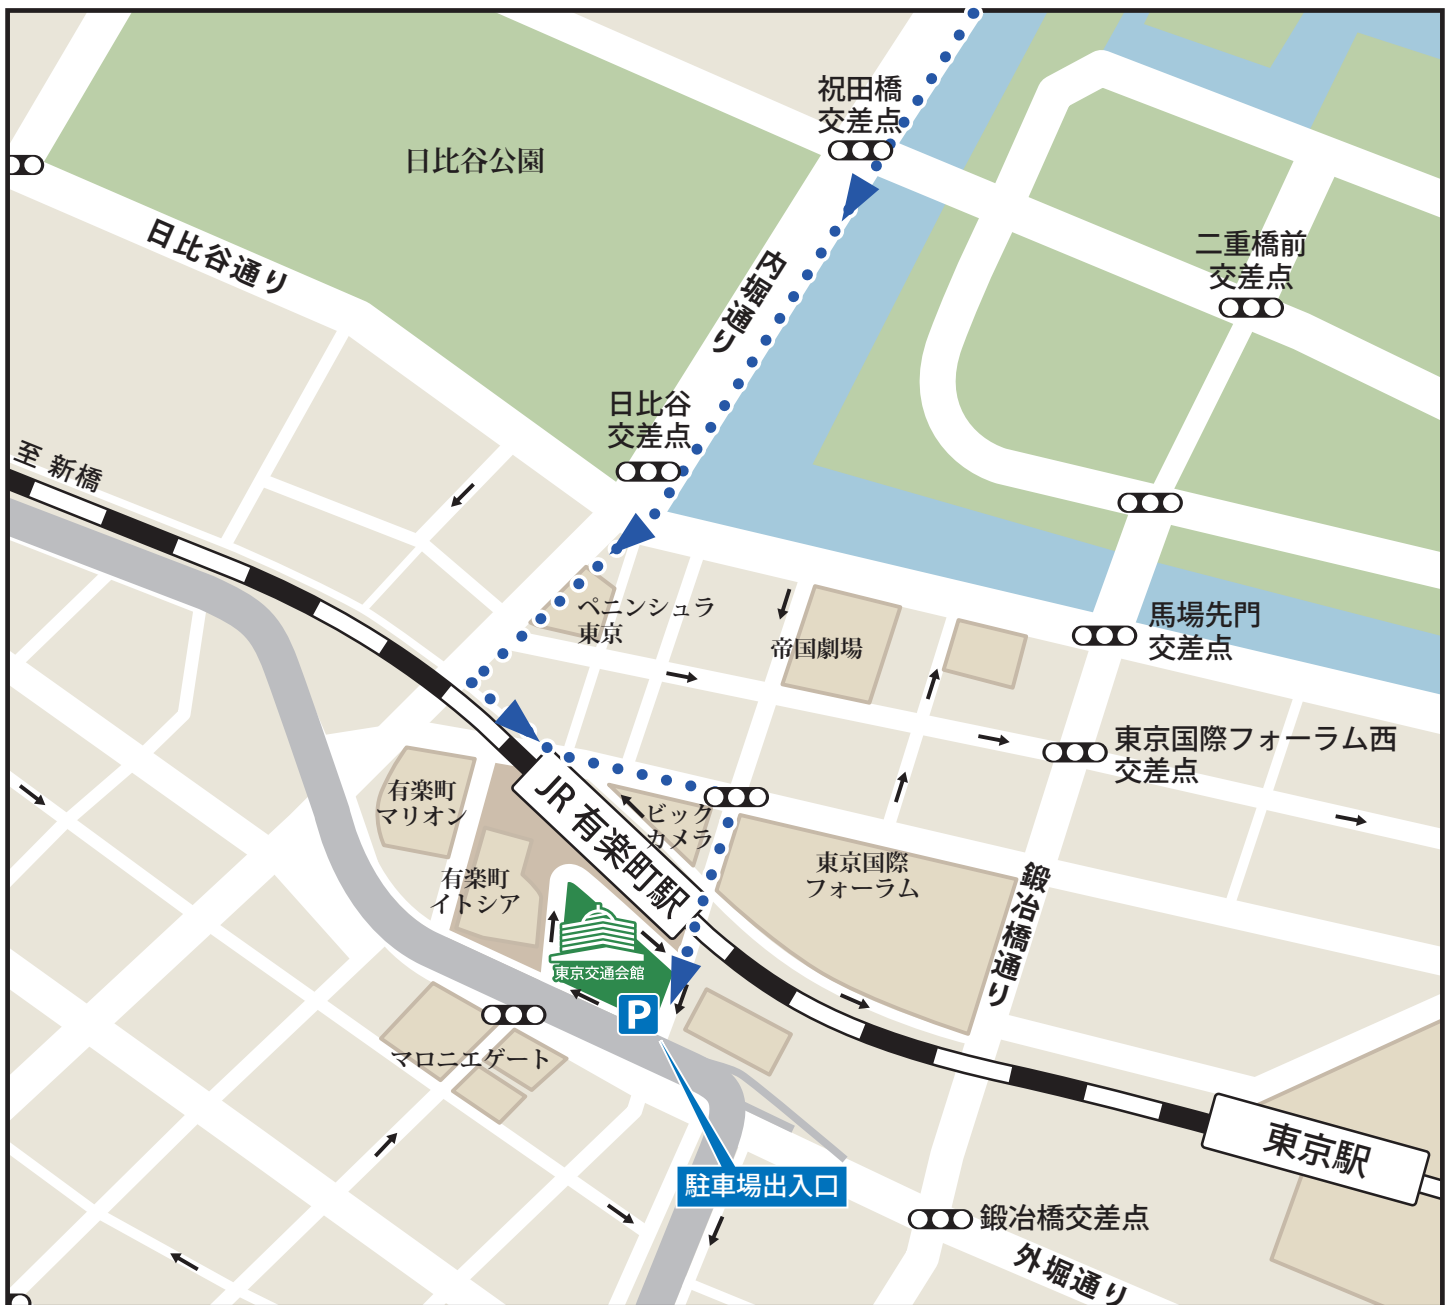 祝田橋
交差点
日比谷公園
日比谷通り
内堀通り
二重橋前
交差点
日比谷
交差点
至 新橋
ペニンシュラ
東京
帝国劇場
馬場先門
交差点
東京国際フォーラム西
交差点
有楽町
マリオン
JR 有楽町駅
ビック
カメラ
有楽町
イトシア
東京国際
フォーラム
鍛冶橋通り
東京交通会館
P
マロニエゲート
東京駅
駐車場出入口
鍛冶橋交差点
外堀通り